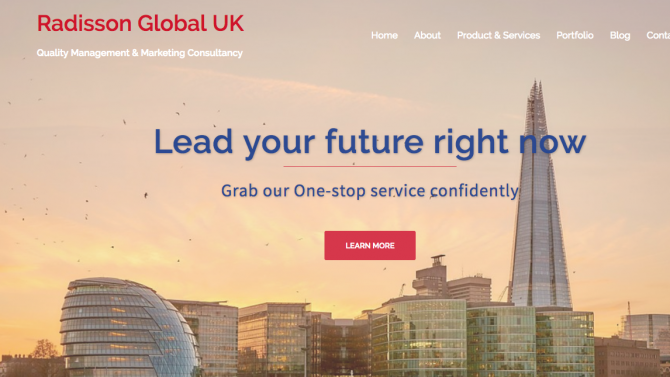 Radisson Global UK
Quality Management & Marketing Consultancy
Home About Product & Services Portfolio Blog
Lead your future right now
Grab our One-stop service confidently
LEARN MORE